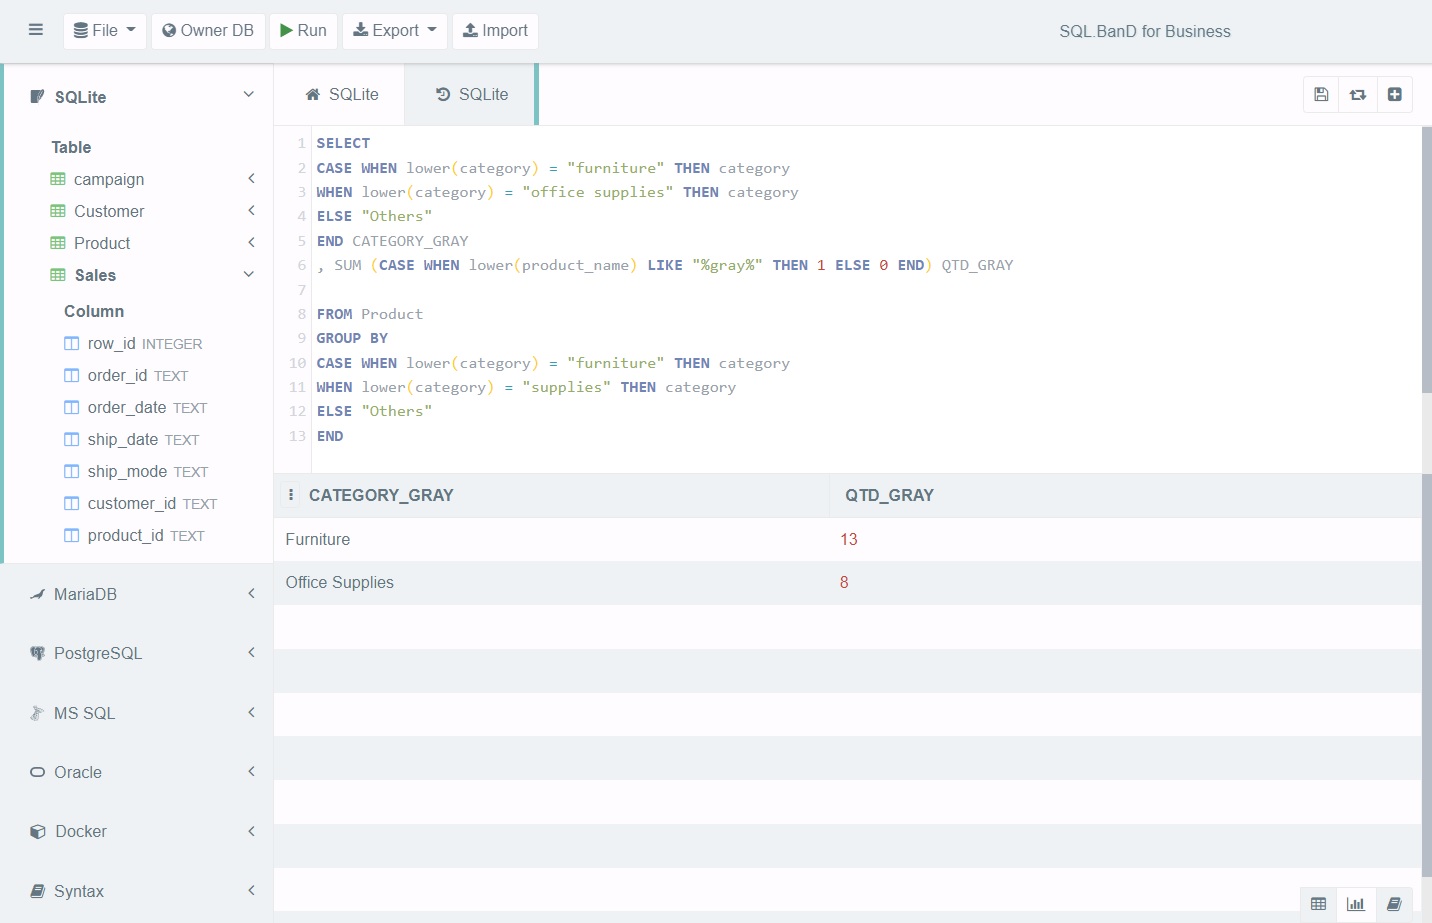 File Owner DB Run Export Import SQL.BanD for Business
SQLite
Table
campaign
Customer
Product
Sales
Column
row_id INTEGER
order_id TEXT
order_date TEXT
ship_date TEXT
ship_mode TEXT
customer_id TEXT
product_id TEXT
MariaDB
PostgreSQL
MS SQL
Oracle
Docker
Syntax
SQLite SQLite
1 SELECT
2 CASE WHEN lower(category) = "furniture" THEN category
3 WHEN lower(category) = "office supplies" THEN category
4 ELSE "Others"
5 END CATEGORY_GRAY
6 , SUM (CASE WHEN lower(product_name) LIKE "%gray%" THEN 1 ELSE 0 END) QTD_GRAY
7
8 FROM Product
9 GROUP BY
10 CASE WHEN lower(category) = "furniture" THEN category
11 WHEN lower(category) = "supplies" THEN category
12 ELSE "Others"
13 END
CATEGORY_GRAY QTD_GRAY
Furniture 13
Office Supplies 8